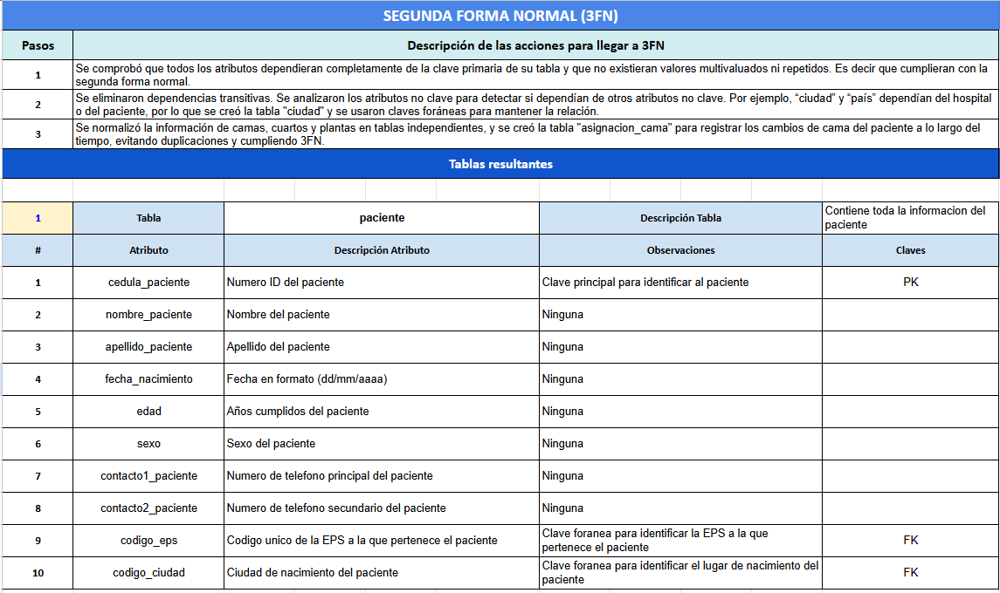 SEGUNDA FORMA NORMAL (3FN)
Pasos
Descripción de las acciones para llegar a 3FN
1
Se comprobó que todos los atributos dependieran completamente de la clave primaria de su tabla y que no existieran valores multivaluados ni repetidos. Es decir que cumplieran con la
segunda forma normal.
2
Se eliminaron dependencias transitivas. Se analizaron los atributos no clave para detectar si dependían de otros atributos no clave. Por ejemplo, “ciudad” y “país” dependían del hospital
o del paciente, por lo que se creó la tabla "ciudad" y se usaron claves foráneas para mantener la relación.
3
Se normalizó la información de camas, cuartos y plantas en tablas independientes, y se creó la tabla "asignacion_cama" para registrar los cambios de cama del paciente a lo largo del
tiempo, evitando duplicaciones y cumpliendo 3FN.
Tablas resultantes
1
Tabla
paciente
Descripción Tabla
Contiene toda la informacion del
paciente
#
Atributo
Descripción Atributo
Observaciones
Claves
1
cedula_paciente
Numero ID del paciente
Clave principal para identificar al paciente
PK
2
nombre_paciente
Nombre del paciente
Ninguna
3
apellido_paciente
Apellido del paciente
Ninguna
4
fecha_nacimiento
Fecha en formato (dd/mm/aaaa)
Ninguna
5
edad
Años cumplidos del paciente
Ninguna
6
sexo
Sexo del paciente
Ninguna
7
contacto1_paciente
Numero de telefono principal del paciente
Ninguna
8
contacto2_paciente
Numero de telefono secundario del paciente
Ninguna
9
codigo_eps
Codigo unico de la EPS a la que pertenece el paciente
Clave foranea para identificar la EPS a la que
pertenece el paciente
FK
10
codigo_ciudad
Ciudad de nacimiento del paciente
Clave foranea para identificar el lugar de nacimiento del
paciente
FK